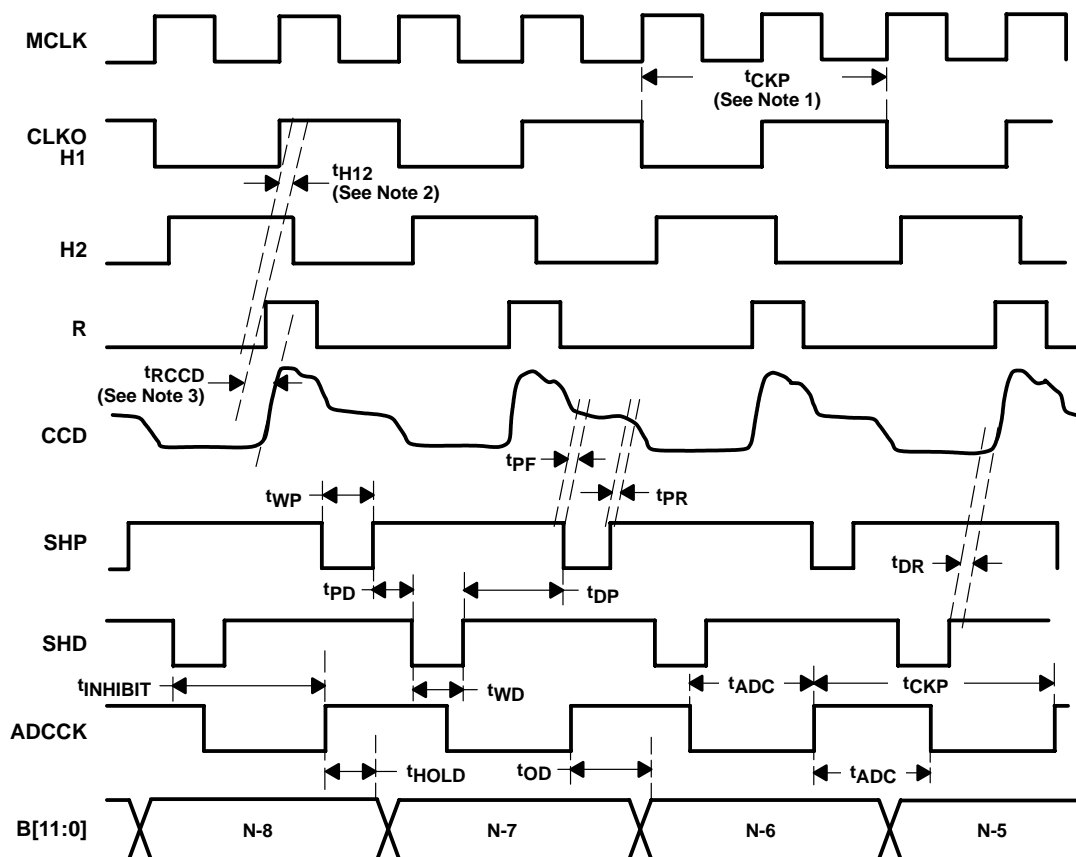 MCLK
tCKP
(See Note 1)
CLKO
H1
tH12
(See Note 2)
H2
R
tRCCD
(See Note 3)
CCD
tPF
tWP
tPR
SHP
tPD
tDP
tDR
SHD
tINHIBIT
tWD
tADC
tCKP
ADCCK
tHOLD
tOD
tADC
B[11:0]
N-8
N-7
N-6
N-5